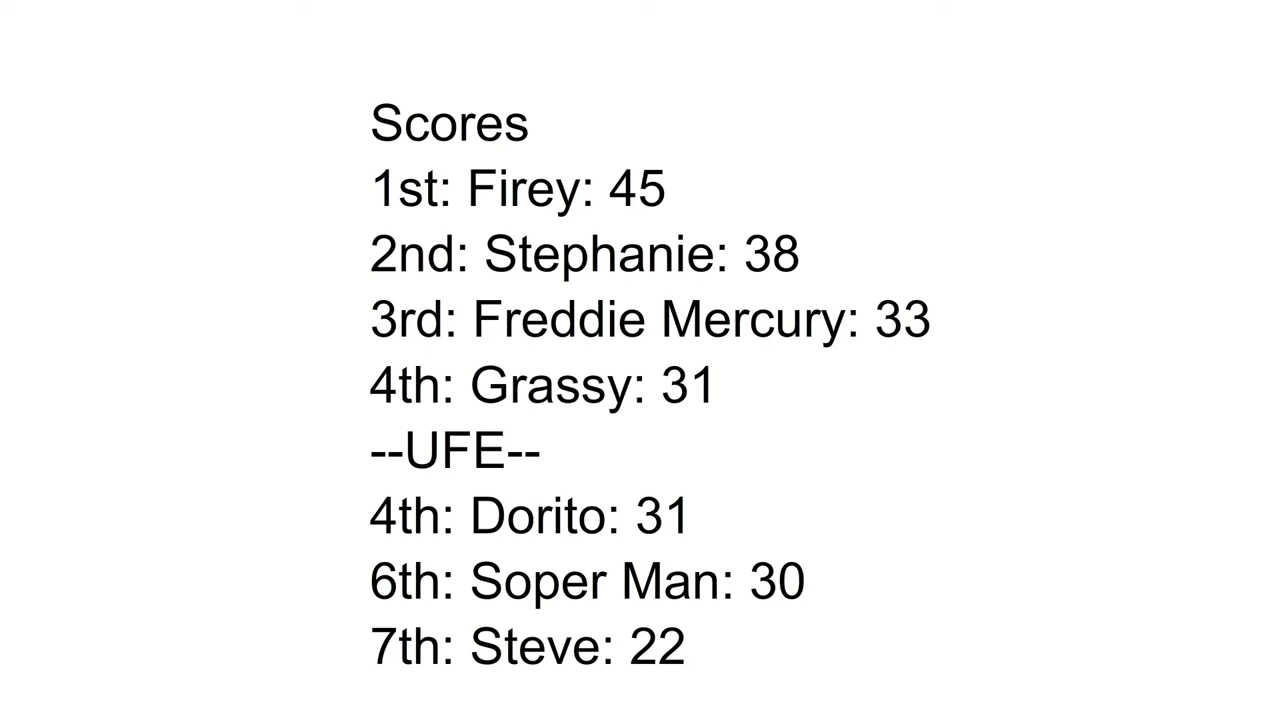 Scores
1st: Firey: 45
2nd: Stephanie: 38
3rd: Freddie Mercury: 33
4th: Grassy: 31
--UFE--
4th: Dorito: 31
6th: Soper Man: 30
7th: Steve: 22